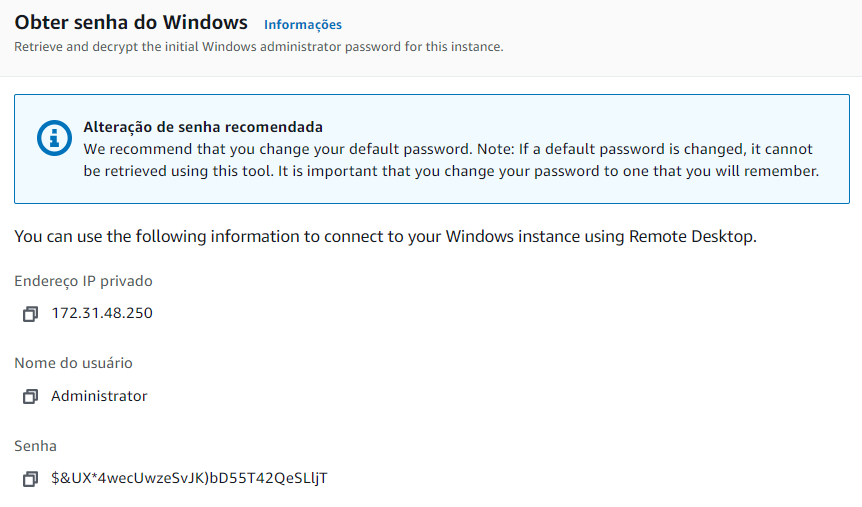 Obter senha do Windows Informações
Retrieve and decrypt the initial Windows administrator password for this instance.
Alteração de senha recomendada
We recommend that you change your default password. Note: If a default password is changed, it cannot
be retrieved using this tool. It is important that you change your password to one that you will remember.
You can use the following information to connect to your Windows instance using Remote Desktop.
Endereço IP privado
172.31.48.250
Nome do usuário
Administrator
Senha
$&UX*4wecUwzeSvJK)bD55T42QeSLljT